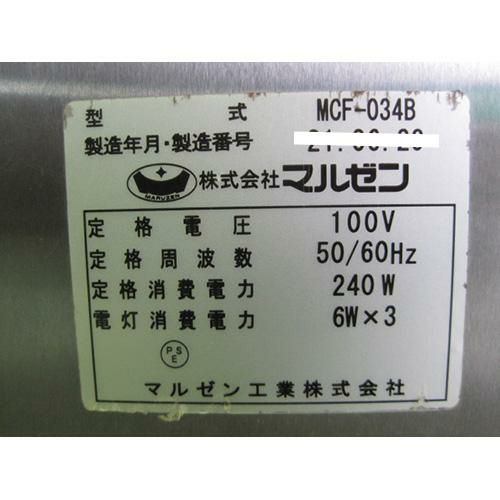 型 式 MCF-034B
製造年月・製造番号
MARUZEN 株式会社マルゼン
定格電圧 100V
定格周波数 50/60Hz
定格消費電力 240W
電灯消費電力 6W×3
PS
E
マルゼン工業株式会社